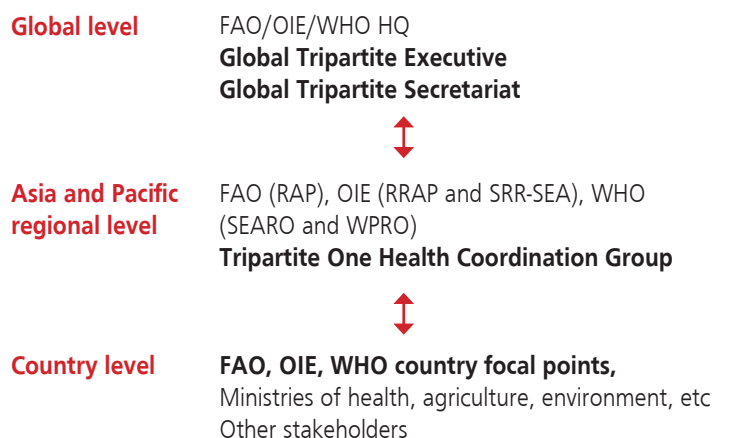 Global level
FAO/OIE/WHO HQ
Global Tripartite Executive
Global Tripartite Secretariat
Asia and Pacific
regional level
FAO (RAP), OIE (RRAP and SRR-SEA), WHO
(SEARO and WPRO)
Tripartite One Health Coordination Group
Country level
FAO, OIE, WHO country focal points,
Ministries of health, agriculture, environment, etc
Other stakeholders